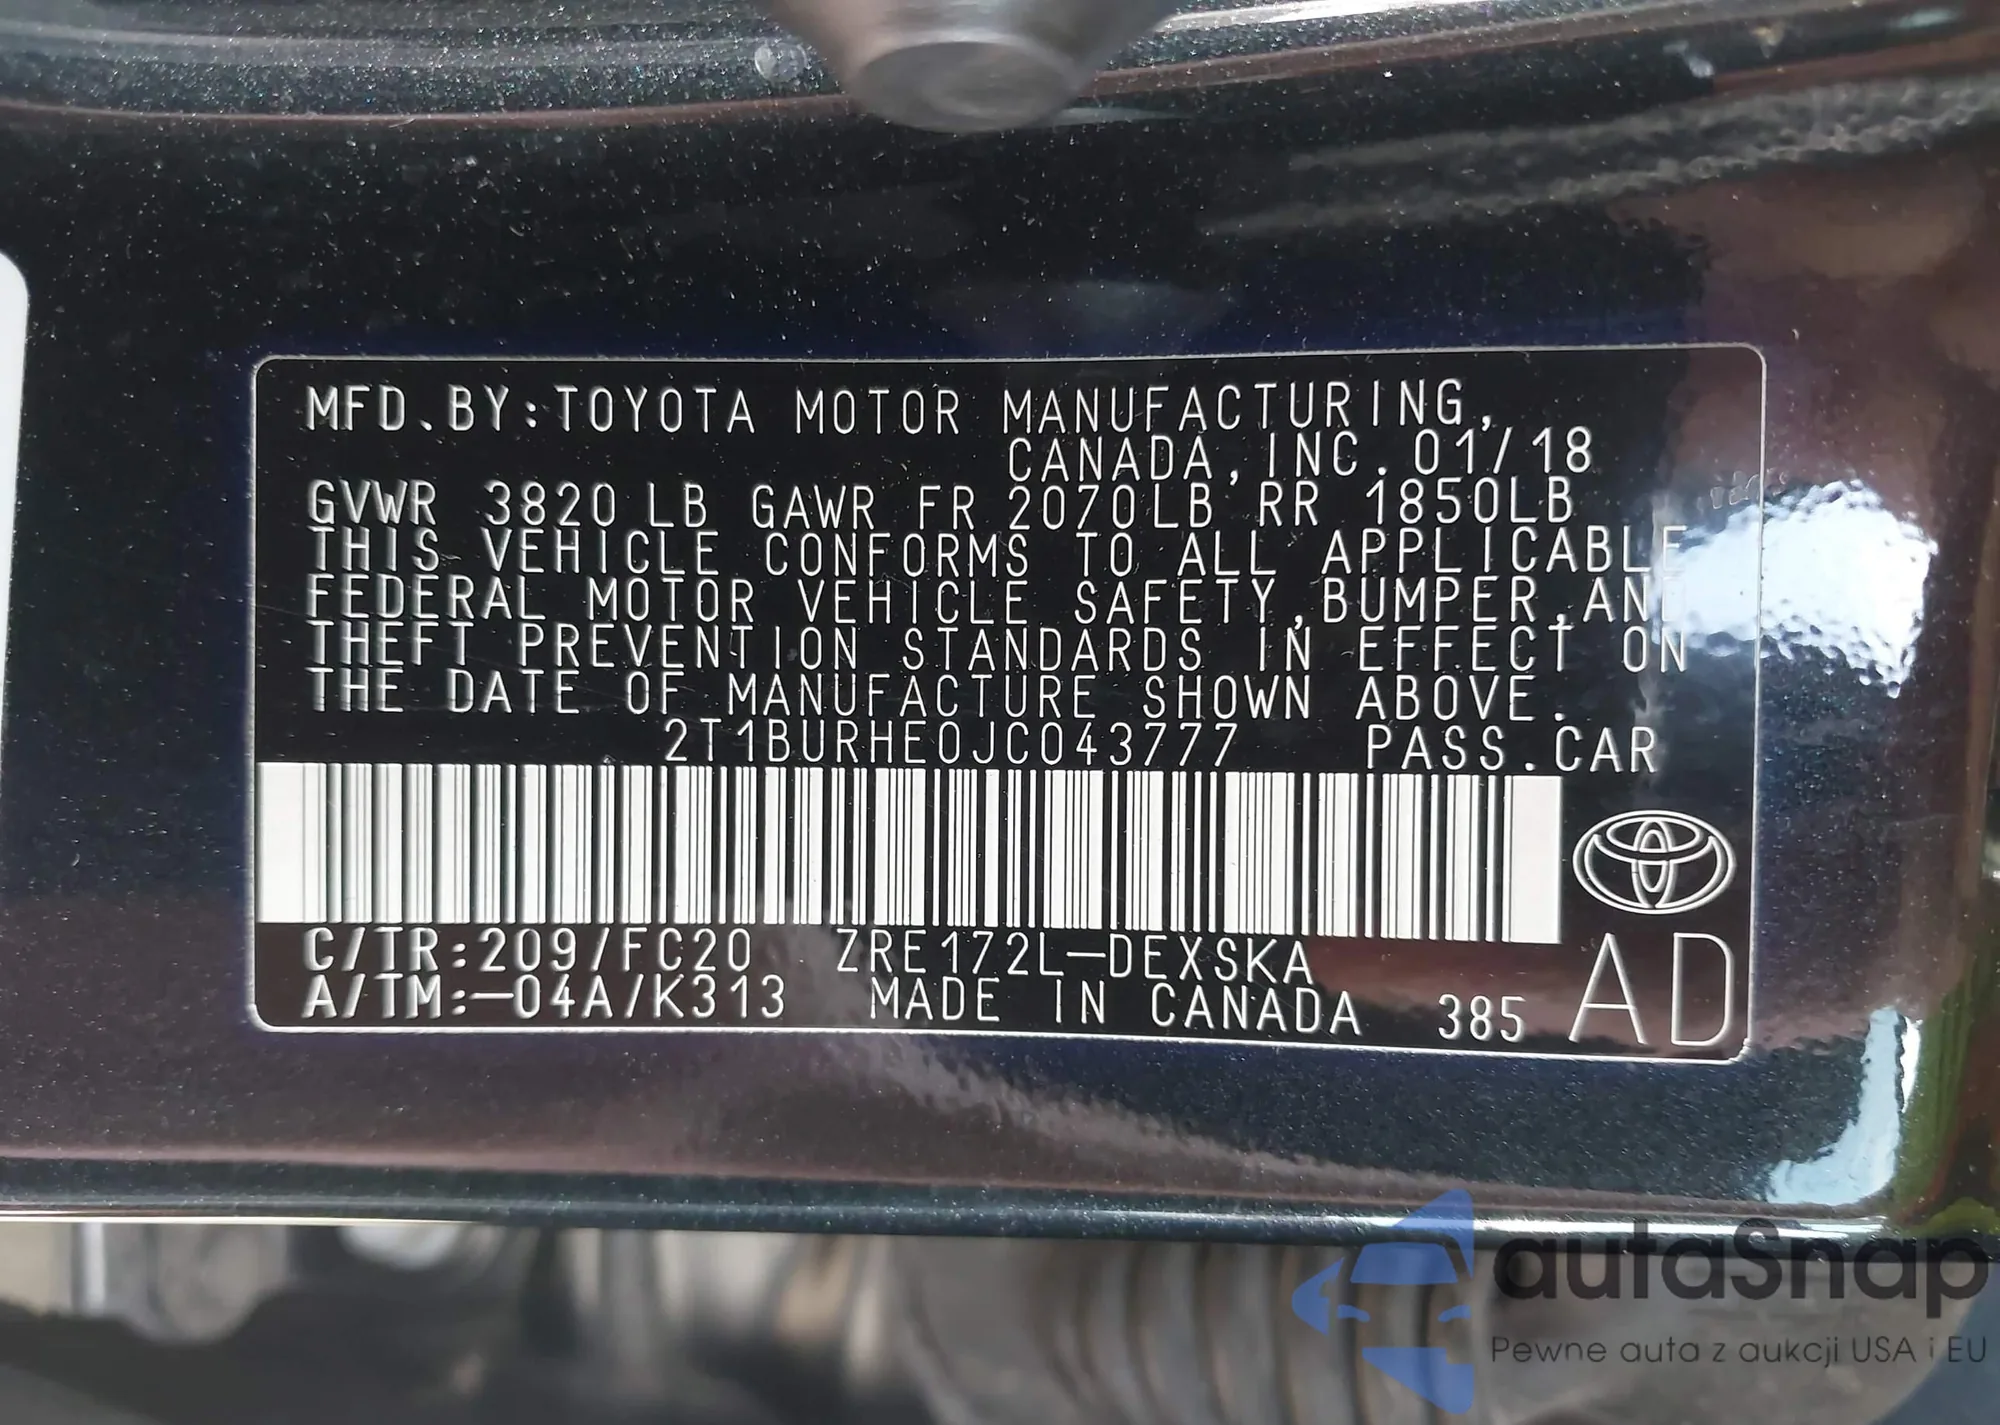 MFD.BY:TOYOTA MOTOR MANUFACTURING,
CANADA,INC.01/18
GVWR 3820LB GAWR FR 2070LB RR 1850LB
THIS VEHICLE CONFORMS TO ALL APPLICABLE
FEDERAL MOTOR VEHICLE SAFETY,BUMPER,AND
THEFT PREVENTION STANDARDS IN EFFECT ON
THE DATE OF MANUFACTURE SHOWN ABOVE.
2T1BURHE0JC043777 PASS.CAR
C/TR:209/FC20 ZRE172L-DEXSKA
A/TM:-04A/K313 MADE IN CANADA 385 AD
autaSnap
Pewne auta z aukcji USA i EU